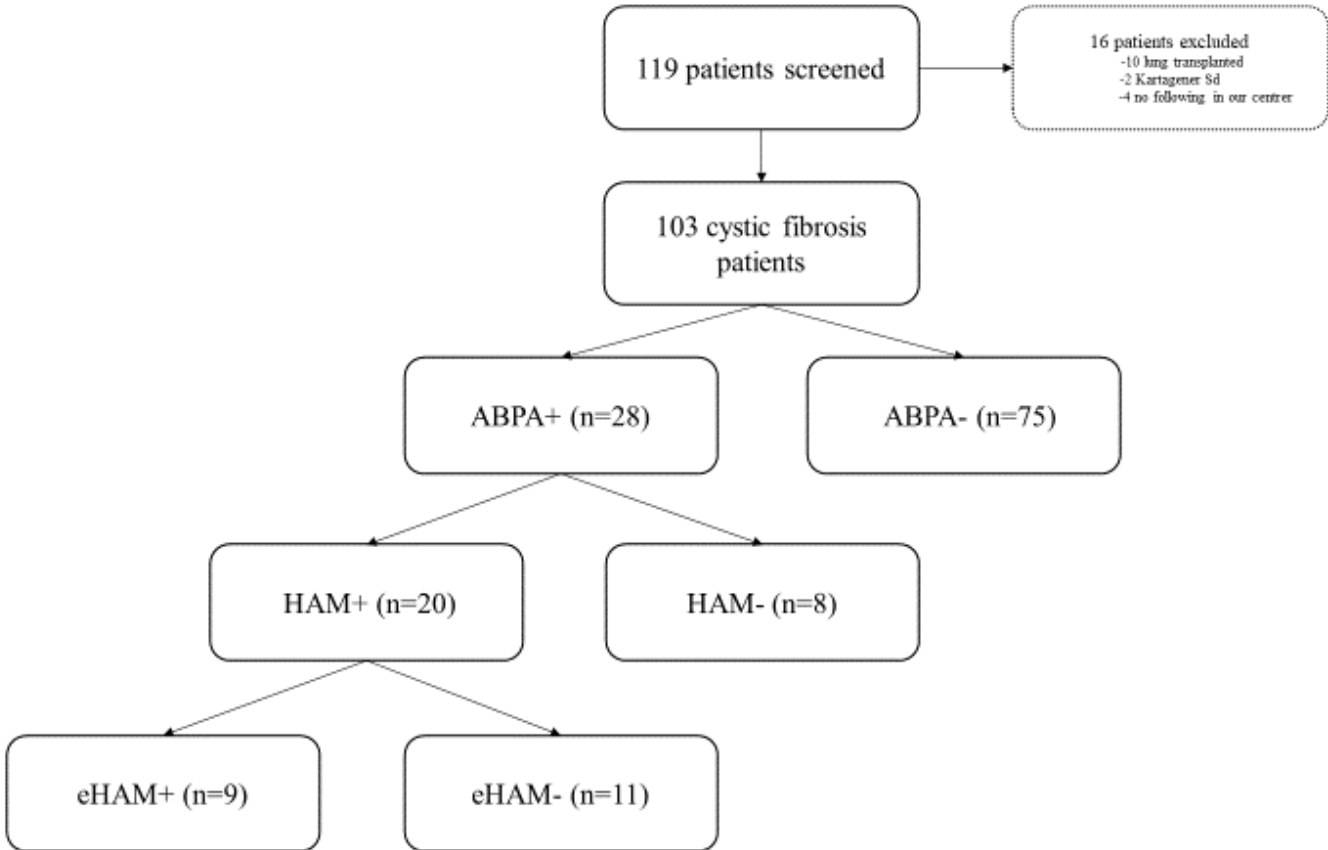 119 patients screened
16 patients excluded
-10 lung transplanted
-2 Kartagener Sd
-4 no following in our centrer
103 cystic fibrosis
patients
ABPA+ (n=28)
ABPA- (n=75)
HAM+ (n=20)
HAM- (n=8)
eHAM+ (n=9)
eHAM- (n=11)